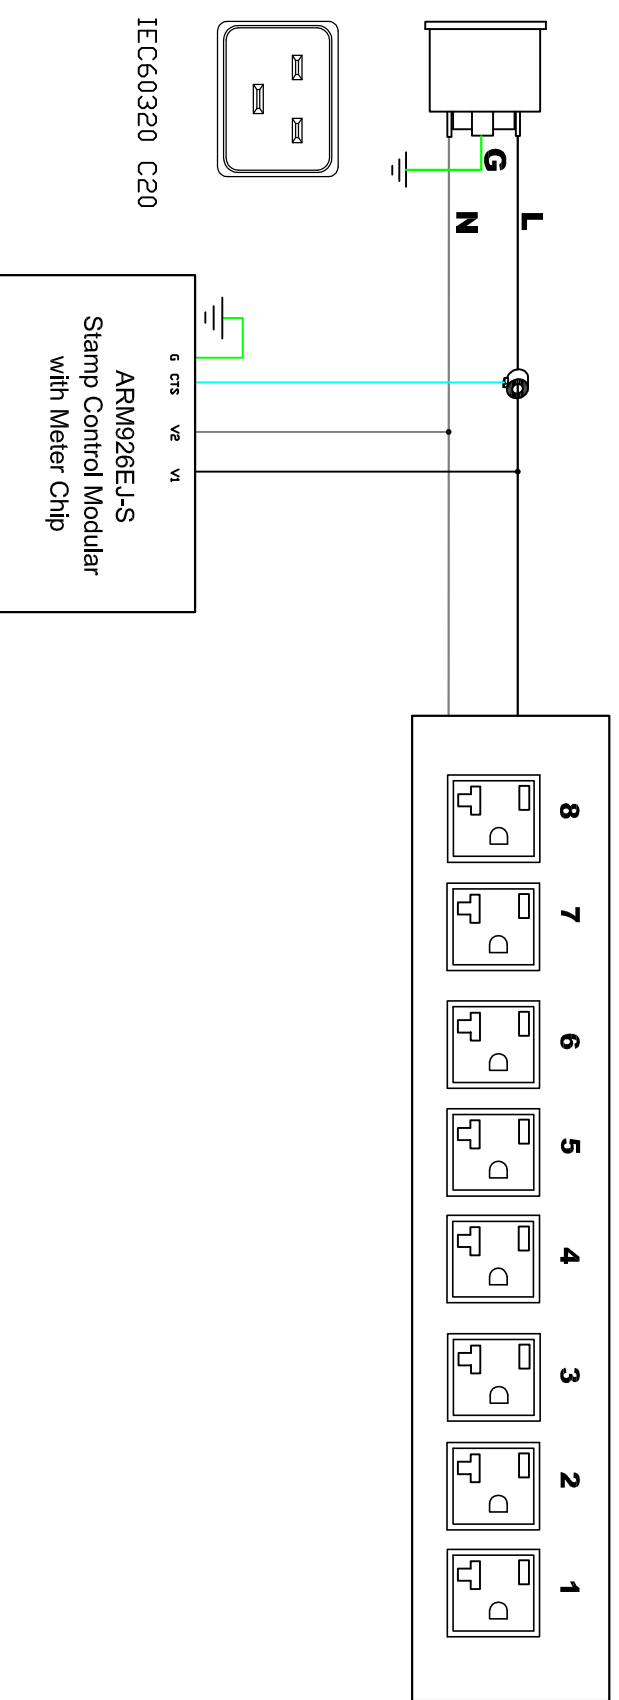 IEC60320 C20
G
L
N
G
CTS
V2
V1
ARM926EJ-S
Stamp Control Modular
with Meter Chip
8
7
6
5
4
3
2
1